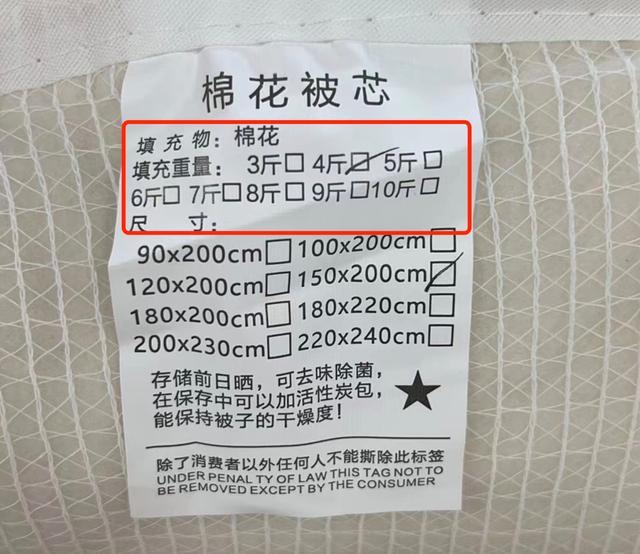 棉花被芯
填充物：棉花
填充重量：3斤□ 4斤☑ 5斤□
6斤□ 7斤□ 8斤□ 9斤□ 10斤□
尺 寸：
90x200cm□ 100x200cm□
120x200cm□ 150x200cm☑
180x200cm□ 180x220cm□
200x230cm□ 220x240cm□
存储前日晒，可去味除菌，
在保存中可以加活性炭包，
能保持被子的干燥度！
除了消费者以外任何人不能撕除此标签
UNDER PENALTY OF LAW THIS TAG NOT TO
BE REMOVED EXCEPT BY THE CONSUMER